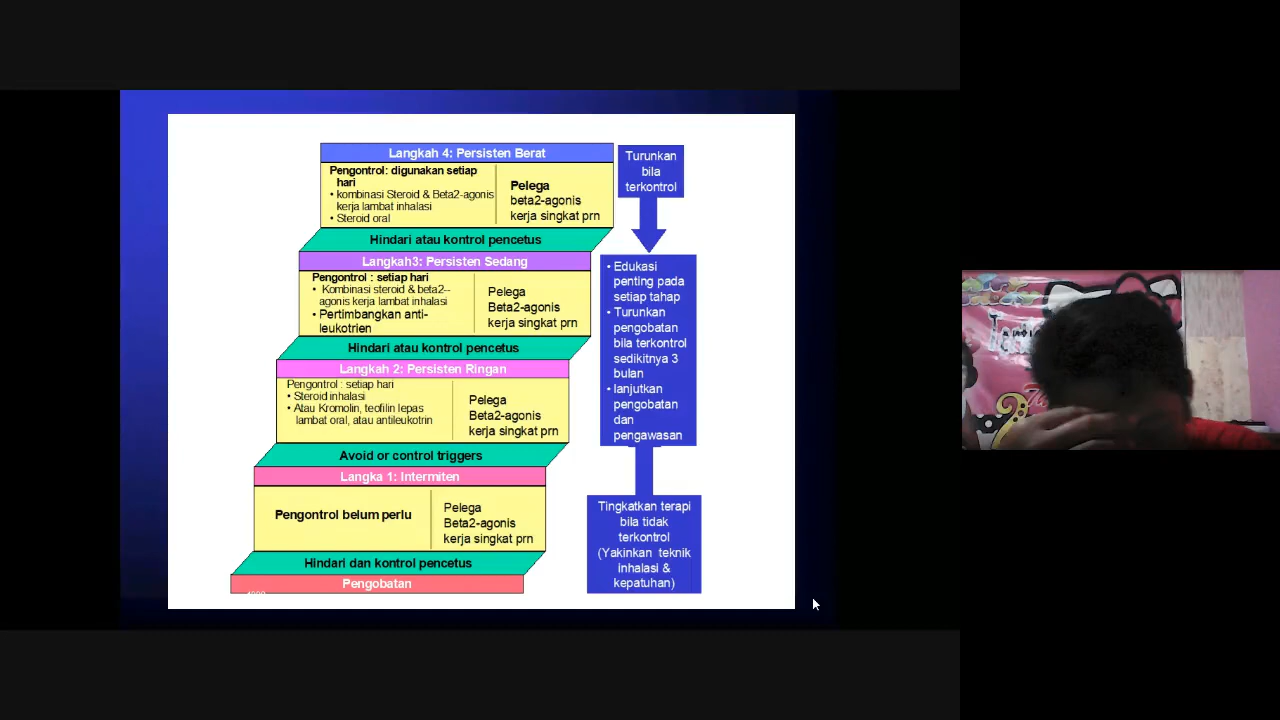 Langkah 4: Persisten Berat
Pengontrol: digunakan setiap
hari
• kombinasi Steroid & Beta2-agonis
kerja lambat inhalasi
• Steroid oral
Pelega
beta2-agonis
kerja singkat prn
Hindari atau kontrol pencetus
Langkah3: Persisten Sedang
Pengontrol : setiap hari
• Kombinasi steroid & beta2--
agonis kerja lambat inhalasi
• Pertimbangkan anti-
leukotrien
Pelega
Beta2-agonis
kerja singkat prn
Hindari atau kontrol pencetus
Langkah 2: Persisten Ringan
Pengontrol : setiap hari
• Steroid inhalasi
• Atau Kromolin, teofilin lepas
lambat oral, atau antileukotrin
Pelega
Beta2-agonis
kerja singkat prn
Avoid or control triggers
Langka 1: Intermiten
Pengontrol belum perlu
Pelega
Beta2-agonis
kerja singkat prn
Hindari dan kontrol pencetus
Pengobatan
Turunkan
bila
terkontrol
• Edukasi
penting pada
setiap tahap
• Turunkan
pengobatan
bila terkontrol
sedikitnya 3
bulan
• lanjutkan
pengobatan
dan
pengawasan
Tingkatkan terapi
bila tidak
terkontrol
(Yakinkan teknik
inhalasi &
kepatuhan)